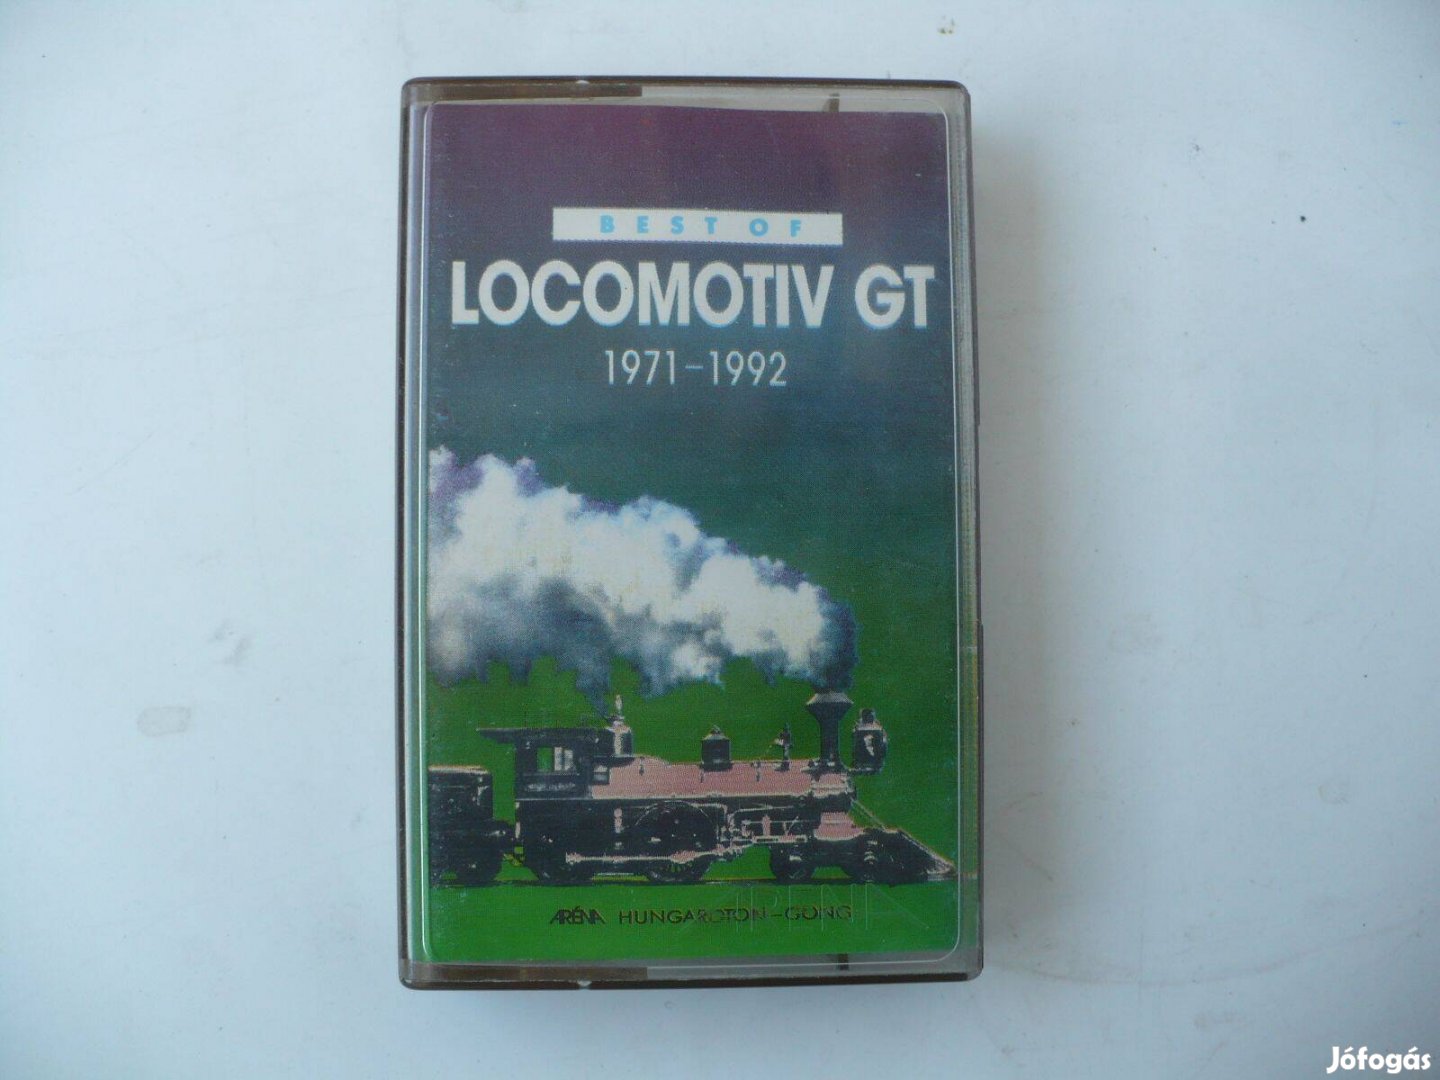 BEST OF
LOCOMOTIV GT
1971-1992
ARÉNA HUNGAROTON-GONG
Jófogás